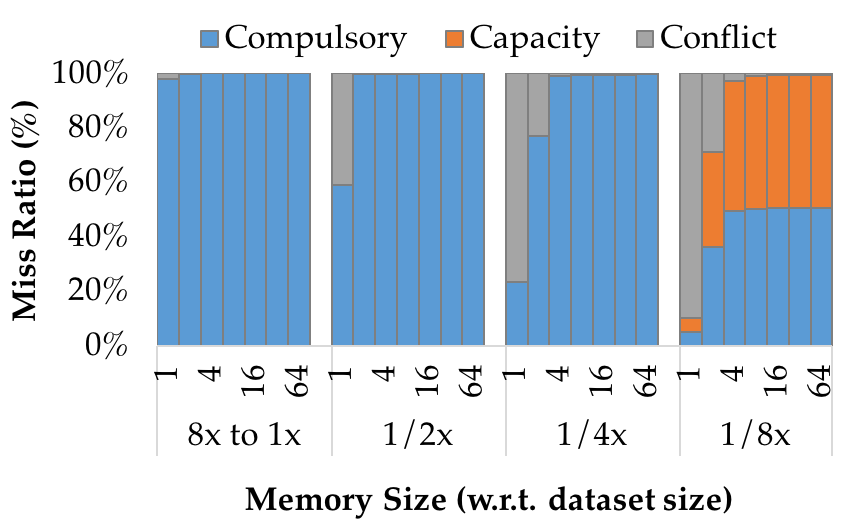 Compulsory Capacity Conflict
100%
80%
60%
40%
20%
0%
Miss Ratio (%)
1 4 16 64 1 4 16 64 1 4 16 64 1 4 16 64
8x to 1x 1/2x 1/4x 1/8x
Memory Size (w.r.t. dataset size)